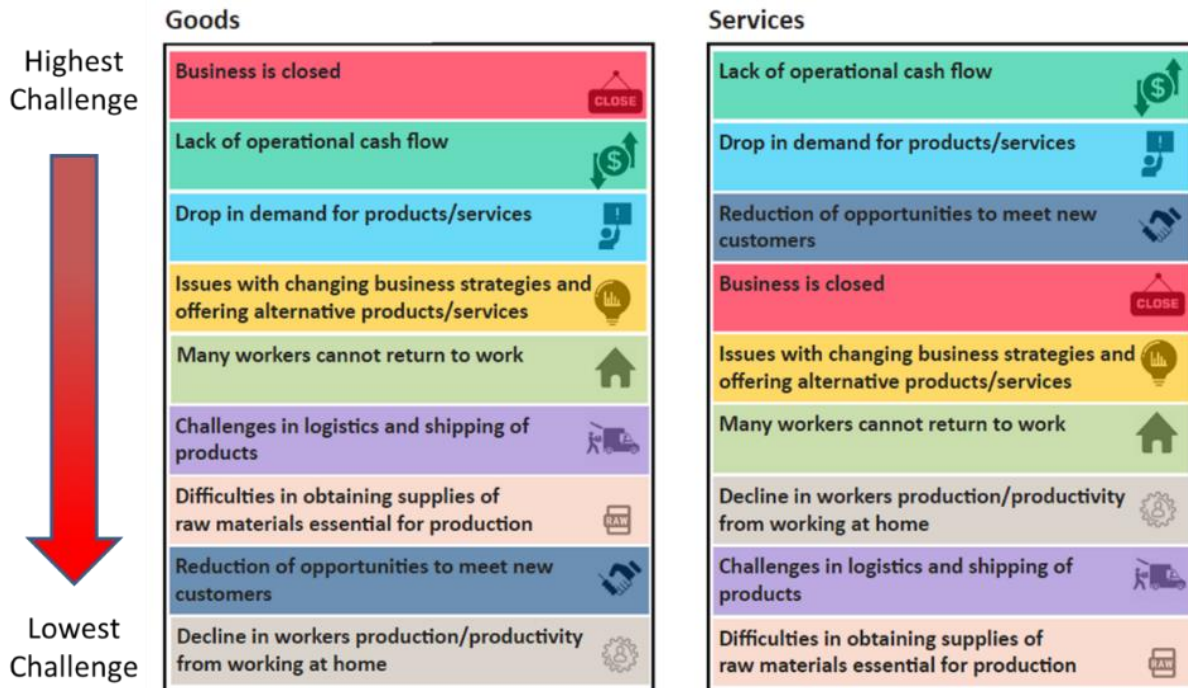 Highest
Challenge
Lowest
Challenge
Goods
Business is closed
CLOSE
Lack of operational cash flow
$
Drop in demand for products/services
!
Issues with changing business strategies and
offering alternative products/services
Many workers cannot return to work
Challenges in logistics and shipping of
products
Difficulties in obtaining supplies of
raw materials essential for production
RAW
Reduction of opportunities to meet new
customers
Decline in workers production/productivity
from working at home
Services
Lack of operational cash flow
$
Drop in demand for products/services
!
Reduction of opportunities to meet new
customers
Business is closed
CLOSE
Issues with changing business strategies and
offering alternative products/services
Many workers cannot return to work
Decline in workers production/productivity
from working at home
Challenges in logistics and shipping of
products
Difficulties in obtaining supplies of
raw materials essential for production
RAW